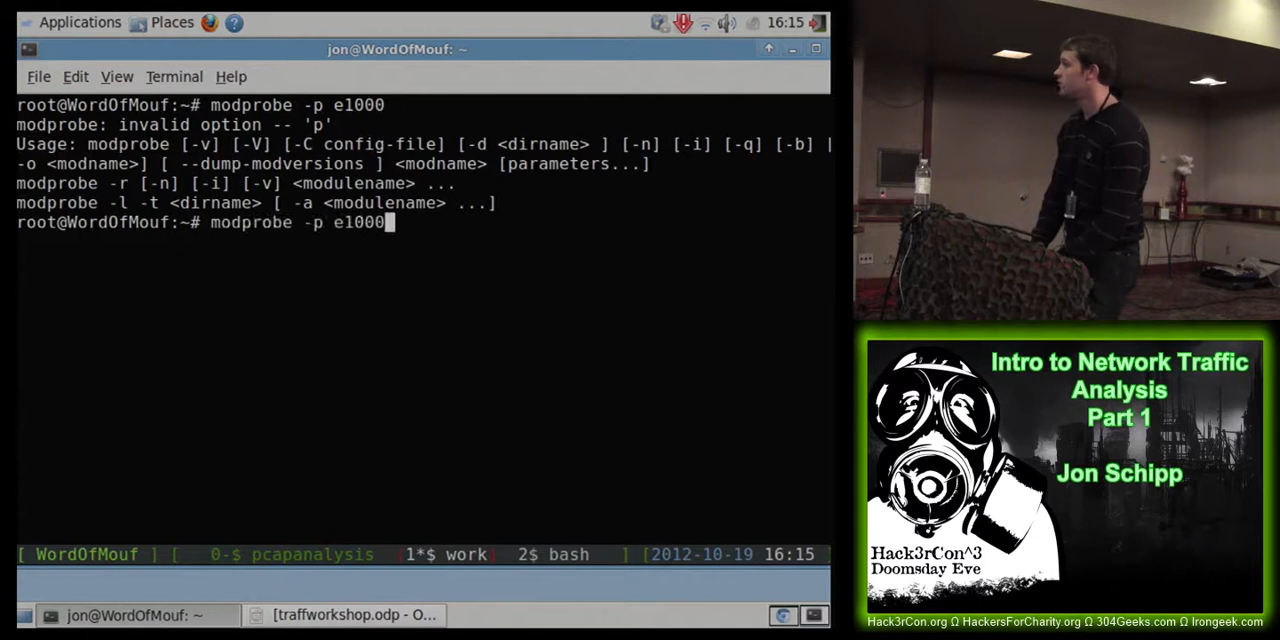 Applications Places 16:15
jon@WordOfMouf: ~
File Edit View Terminal Help
root@WordOfMouf:~# modprobe -p e1000
modprobe: invalid option -- 'p'
Usage: modprobe [-v] [-V] [-C config-file] [-d <dirname> ] [-n] [-i] [-q] [-b] [
-o <modname>] [ --dump-modversions ] <modname> [parameters...]
modprobe -r [-n] [-i] [-v] <modulename> ...
modprobe -l -t <dirname> [ -a <modulename> ...]
root@WordOfMouf:~# modprobe -p e1000
[ WordOfMouf ] [ 0-$ pcapanalysis (1*$ work) 2$ bash ] [2012-10-19 16:15 ]
jon@WordOfMouf: ~ [traffworkshop.odp - O...
Intro to Network Traffic
Analysis
Part 1
Jon Schipp
Hack3rCon^3
Doomsday Eve
Hack3rCon.org Ω HackersForCharity.org Ω 304Geeks.com Ω Irongeek.com